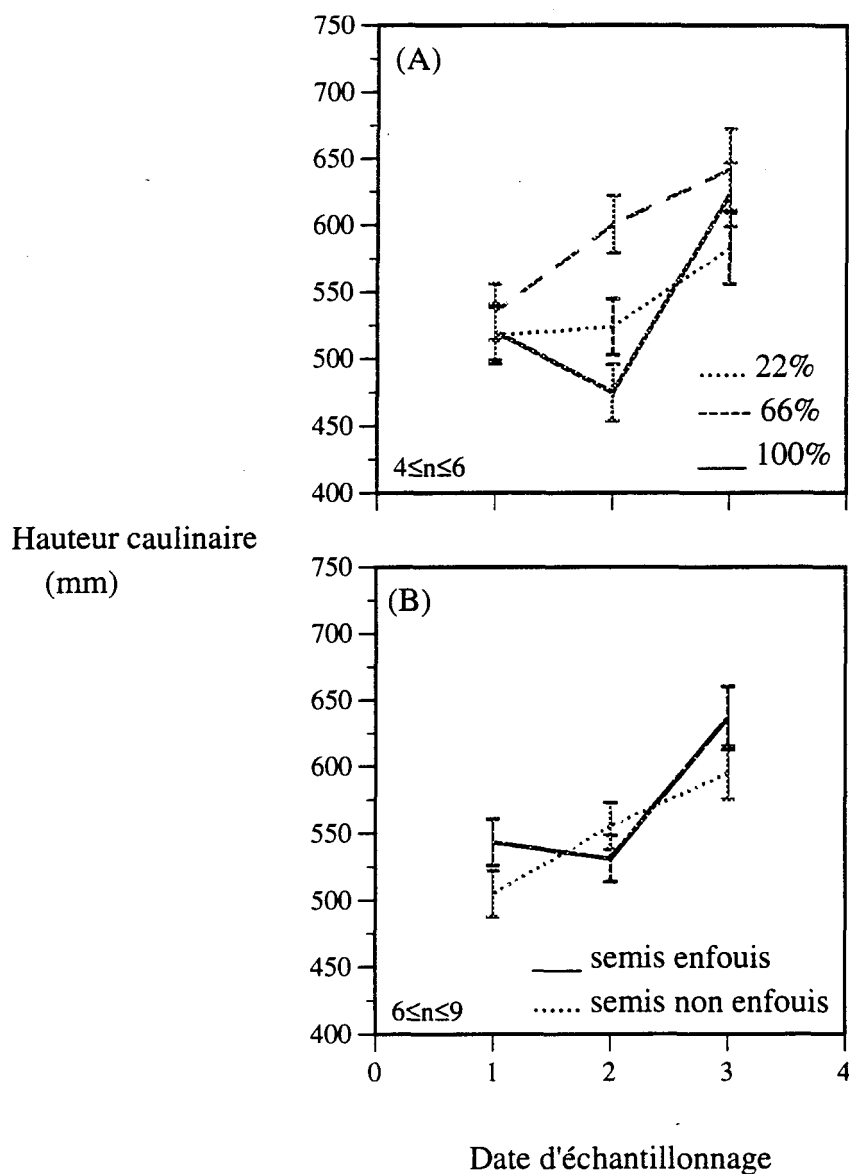 750
(A)
700
650
600
550
500
22%
66%
450
100%
4≤n≤6
400
Hauteur caulinaire
(mm)
750
(B)
700
650
600
550
500
semis enfouis
450
semis non enfouis
6≤n≤9
400
0 1 2 3 4
Date d'échantillonnage